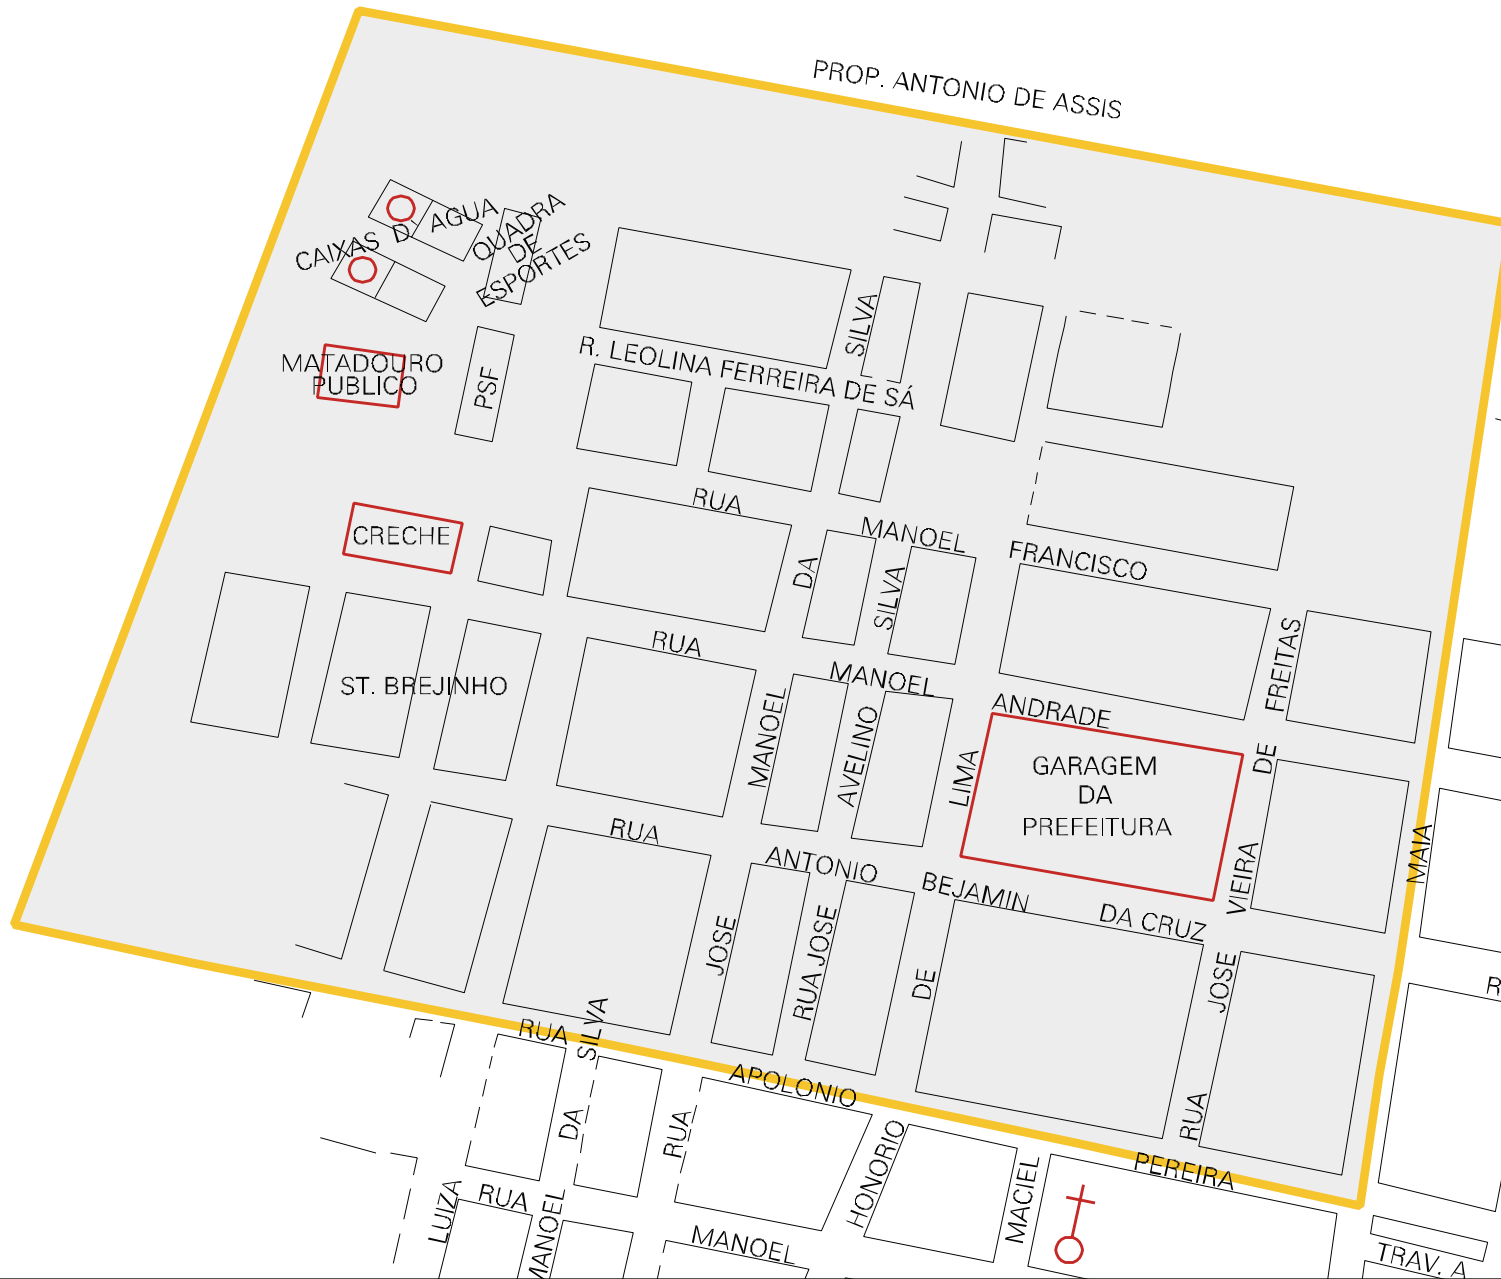 PROP. ANTONIO DE ASSIS
CAIXAS D' AGUA
QUADRA
DE
ESPORTES
SILVA
R. LEOLINA FERREIRA DE SÁ
MATADOURO
PUBLICO
PSF
CRECHE
RUA MANOEL FRANCISCO
DA
SILVA
FREITAS
RUA MANOEL ANDRADE
ST. BREJINHO
MANOEL
AVELINO
LIMA
GARAGEM
DA
PREFEITURA
DE
MAIA
VIEIRA
RUA ANTONIO BEJAMIN DA CRUZ
JOSE
RUA JOSE
DE
JOSE
R
SILVA
RUA APOLONIO PEREIRA
DA
RUA
HONORIO
MACIEL
RUA
LUIZA
MANOEL
RUA MANOEL
TRAV. A